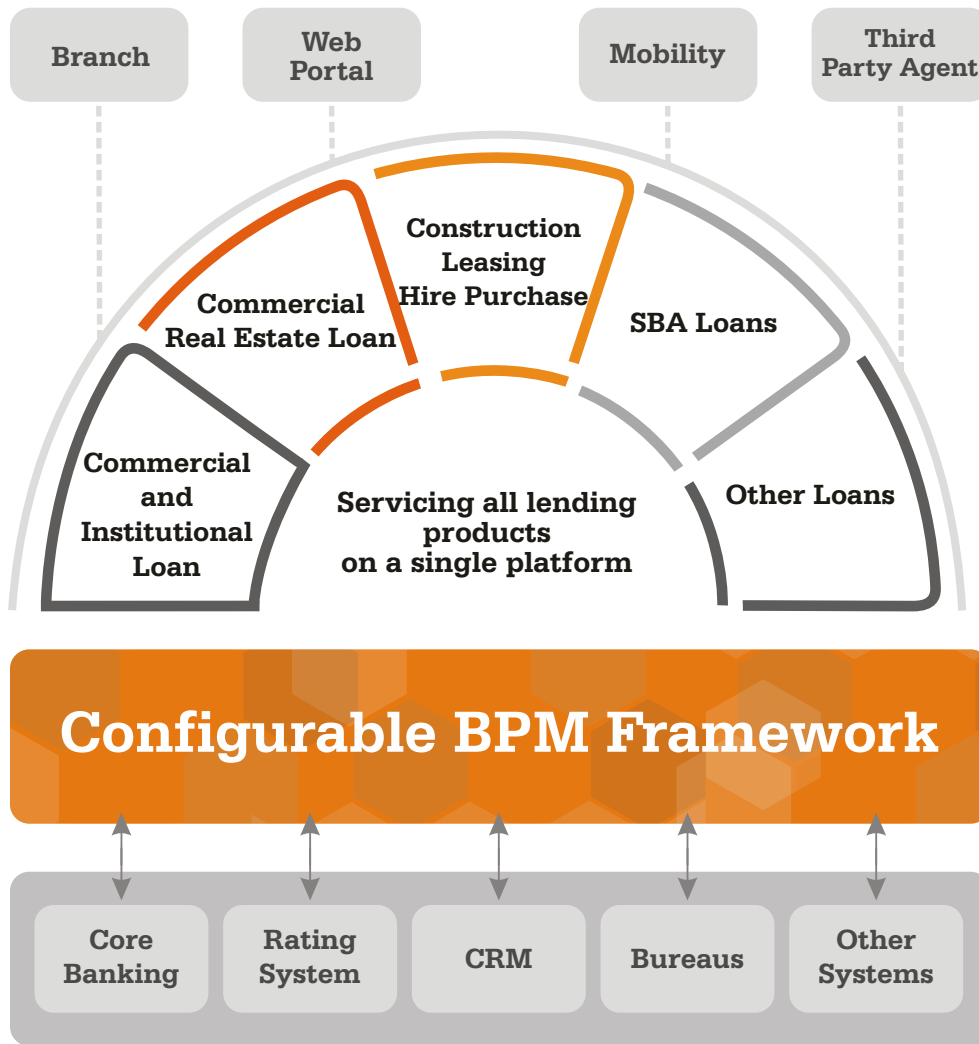 Branch
Web
Portal
Mobility
Third
Party Agent
Construction
Leasing
Hire Purchase
Commercial
Real Estate Loan
SBA Loans
Commercial
and
Institutional
Loan
Other Loans
Servicing all lending
products
on a single platform
Configurable BPM Framework
Core
Banking
Rating
System
CRM
Bureaus
Other
Systems